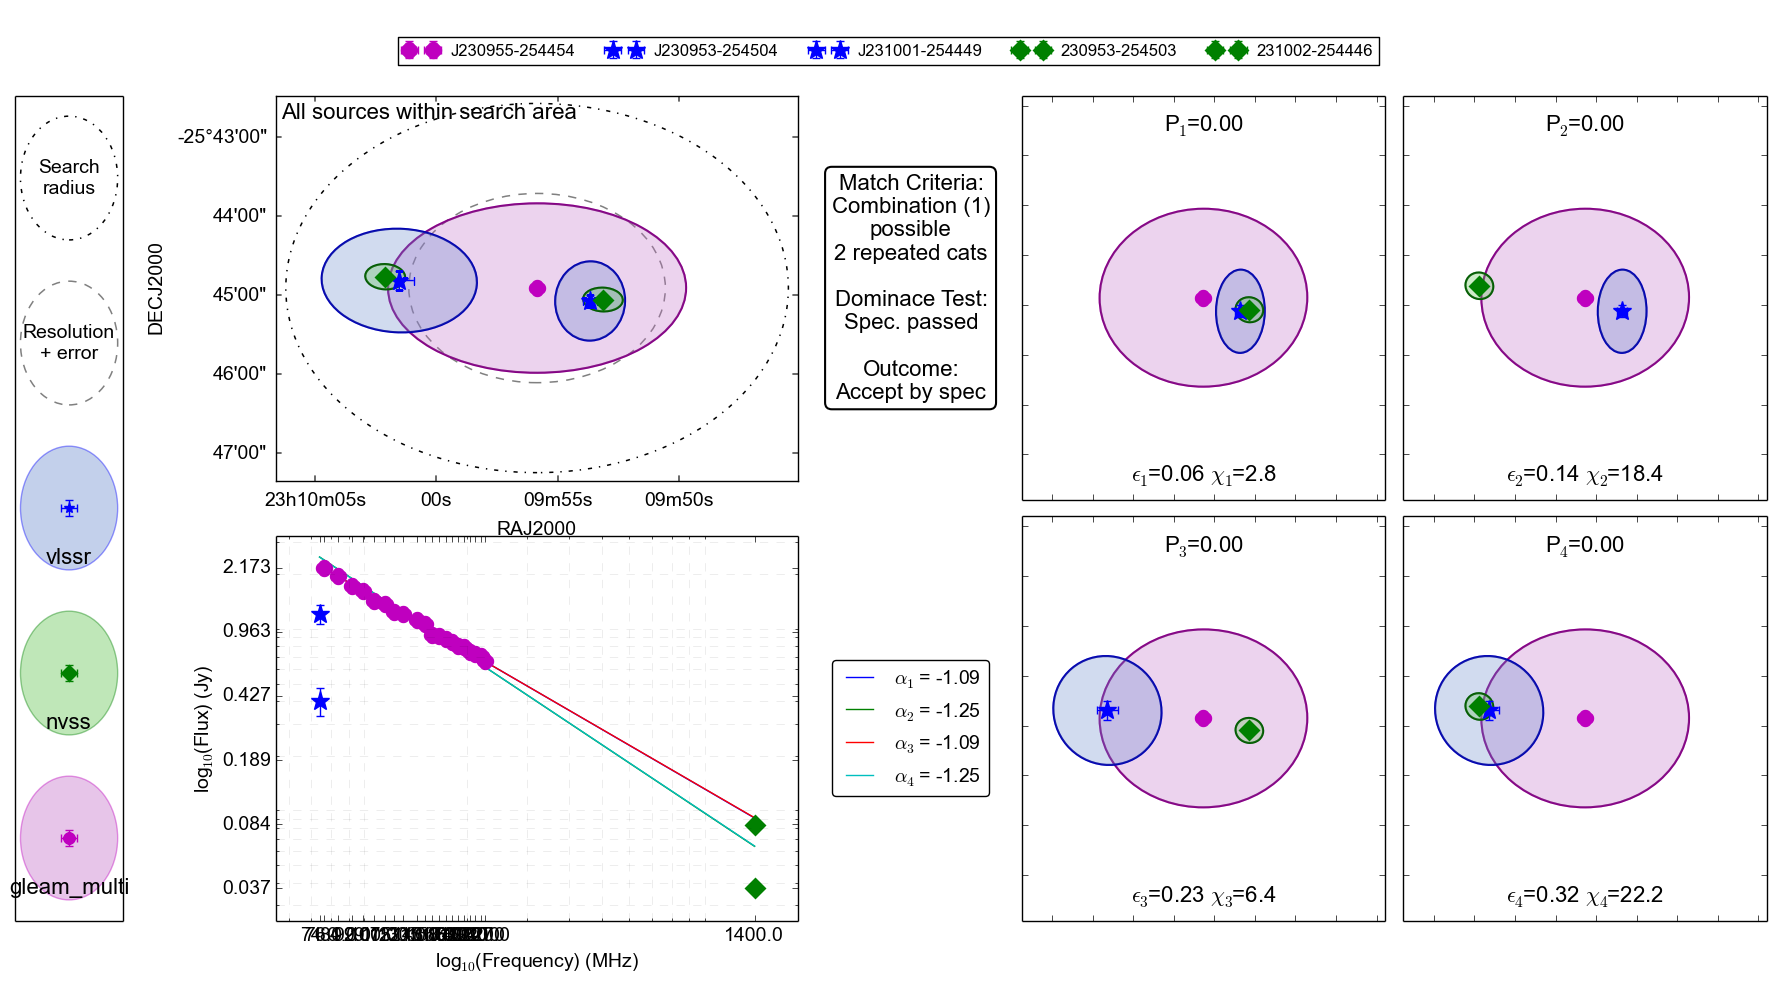 J230955-254454 J230953-254504 J231001-254449 230953-254503 231002-254446
Search
radius
Resolution
+ error
vlssr
nvss
gleam_multi
All sources within search area
-25°43'00"
44'00"
45'00"
46'00"
47'00"
DECJ2000
23h10m05s 00s 09m55s 09m50s
RAJ2000
Match Criteria:
Combination (1)
possible
2 repeated cats
Dominace Test:
Spec. passed
Outcome:
Accept by spec
P1=0.00
ϵ1=0.06 χ1=2.8
P2=0.00
ϵ2=0.14 χ2=18.4
P3=0.00
ϵ3=0.23 χ3=6.4
P4=0.00
ϵ4=0.32 χ4=22.2
2.173
0.963
0.427
0.189
0.084
0.037
log10(Flux) (Jy)
1400.0
log10(Frequency) (MHz)
α1 = -1.09
α2 = -1.25
α3 = -1.09
α4 = -1.25